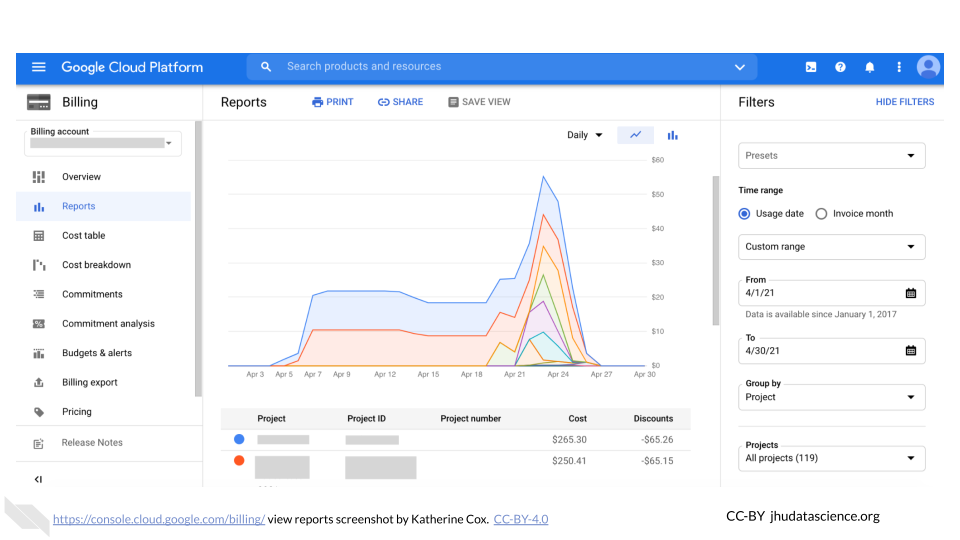 Google Cloud Platform
Search products and resources
Billing
Billing account
Overview
Reports
Cost table
Cost breakdown
Commitments
Commitment analysis
Budgets & alerts
Billing export
Pricing
Release Notes
Reports
PRINT
SHARE
SAVE VIEW
Daily
$60
$50
$40
$30
$20
$10
$0
Apr 3 Apr 5 Apr 7 Apr 9 Apr 12 Apr 15 Apr 18 Apr 21 Apr 24 Apr 27 Apr 30
Project Project ID Project number Cost Discounts
$265.30 -$65.26
$250.41 -$65.15
Filters
HIDE FILTERS
Presets
Time range
Usage date Invoice month
Custom range
From
4/1/21
Data is available since January 1, 2017
To
4/30/21
Group by
Project
Projects
All projects (119)
https://console.cloud.google.com/billing/ view reports screenshot by Katherine Cox. CC-BY-4.0
CC-BY jhudatascience.org